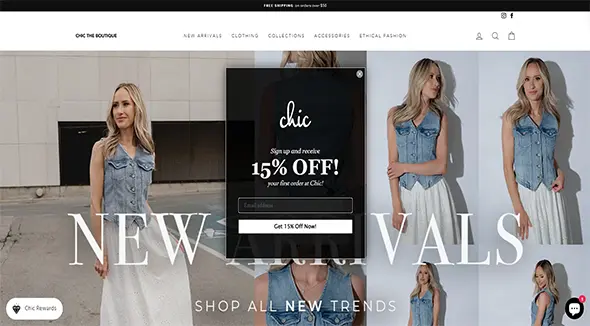 FREE SHIPPING on orders over $50
CHIC THE BOUTIQUE
NEW ARRIVALS CLOTHING COLLECTIONS ACCESSORIES ETHICAL FASHION
chic
Sign up and receive
15% OFF!
your first order at Chic!
Email address
Get 15% Off Now!
NEW ARRIVALS
SHOP ALL NEW TRENDS
Chic Rewards